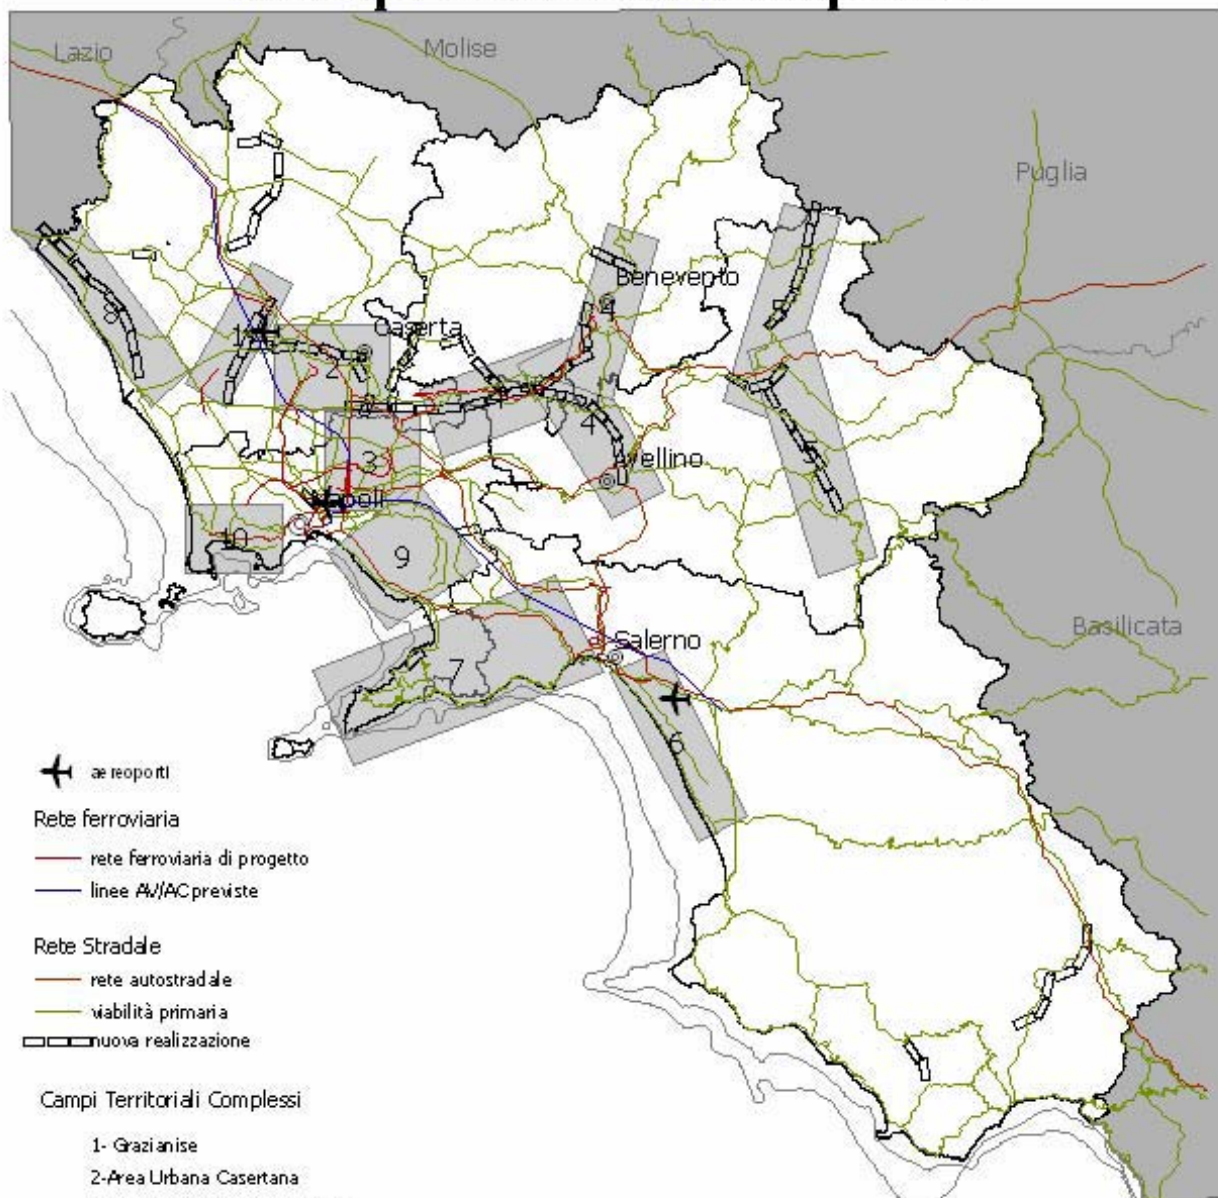 Lazio
Molise
Puglia
Benevento
8
1
Caserta
4
5
2
4
3
Avellino
5
Napoli
10
9
Salerno
Basilicata
7
6
aereoporti
Rete ferroviaria
rete ferroviaria di progetto
linee AV/AC previste
Rete Stradale
rete autostradale
viabilità primaria
nuova realizzazione
Campi Territoriali Complessi
1- Grazianise
2-Area Urbana Casertana